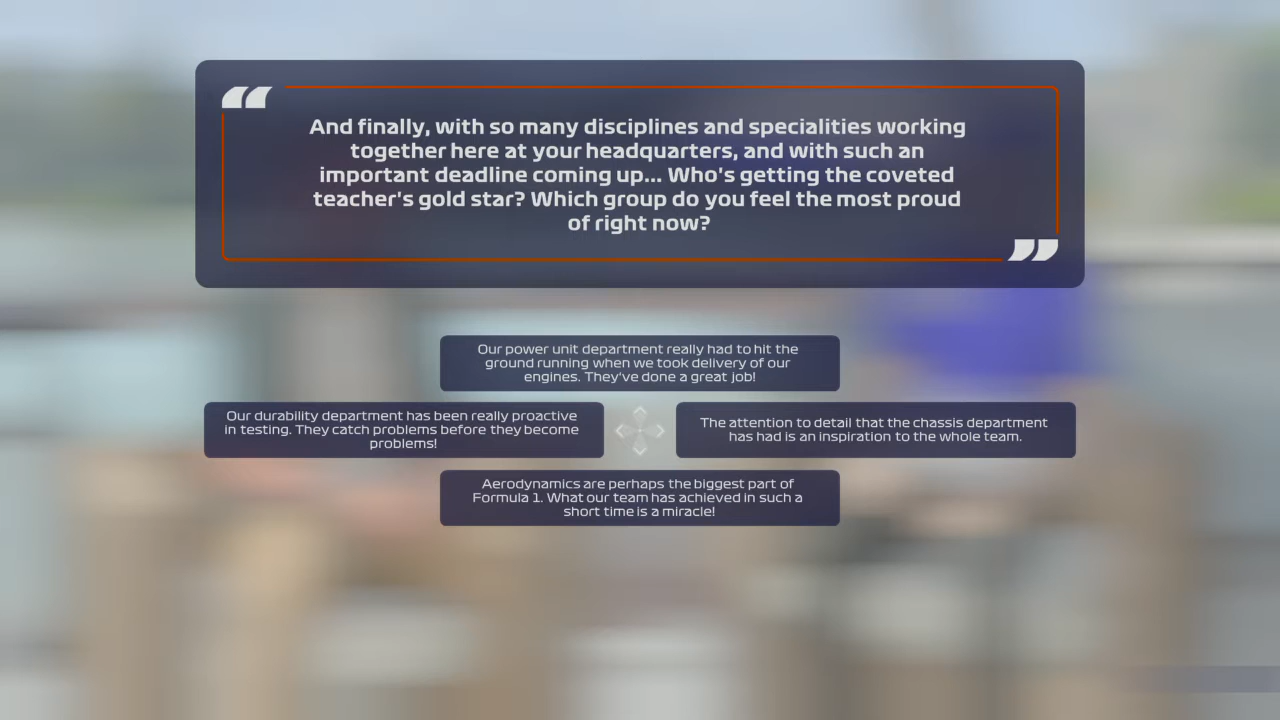 And finally, with so many disciplines and specialities working
together here at your headquarters, and with such an
important deadline coming up... Who's getting the coveted
teacher's gold star? Which group do you feel the most proud
of right now?
Our power unit department really had to hit the
ground running when we took delivery of our
engines. They've done a great job!
Our durability department has been really proactive
in testing. They catch problems before they become
problems!
The attention to detail that the chassis department
has had is an inspiration to the whole team.
Aerodynamics are perhaps the biggest part of
Formula 1. What our team has achieved in such a
short time is a miracle!